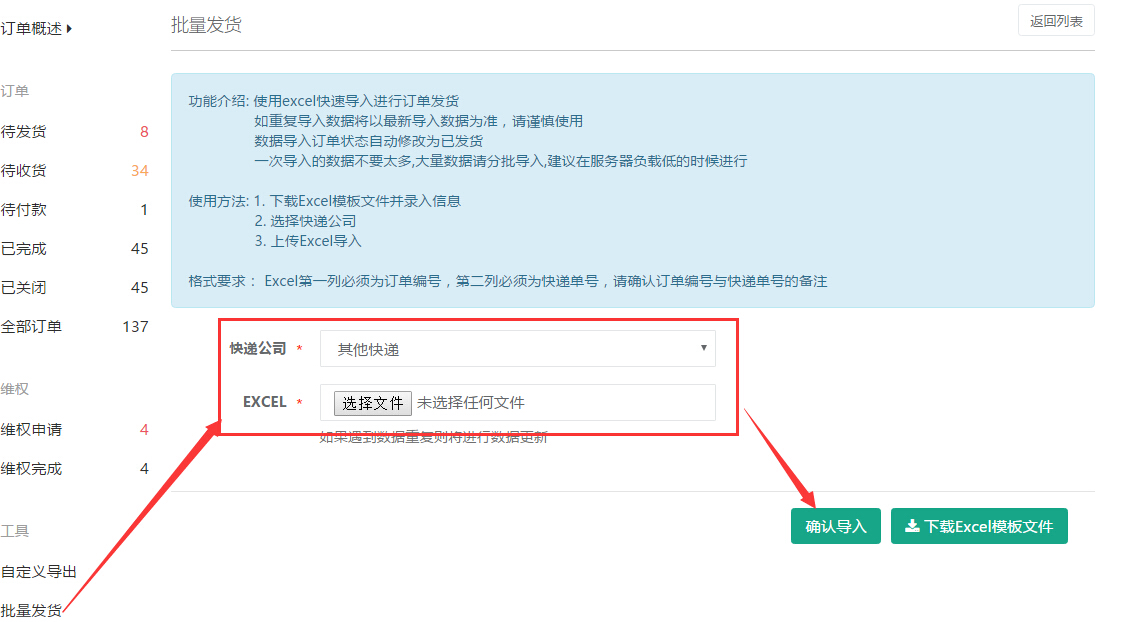 订单概述
订单
待发货 8
待收货 34
待付款 1
已完成 45
已关闭 45
全部订单 137
维权
维权申请 4
维权完成 4
工具
自定义导出
批量发货
批量发货
返回列表
功能介绍: 使用excel快速导入进行订单发货
如重复导入数据将以最新导入数据为准，请谨慎使用
数据导入订单状态自动修改为已发货
一次导入的数据不要太多,大量数据请分批导入,建议在服务器负载低的时候进行
使用方法: 1. 下载Excel模板文件并录入信息
2. 选择快递公司
3. 上传Excel导入
格式要求： Excel第一列必须为订单编号，第二列必须为快递单号，请确认订单编号与快递单号的备注
快递公司 * 其他快递
EXCEL * 选择文件 未选择任何文件
如果遇到数据重复则将进行数据更新
确认导入 下载Excel模板文件